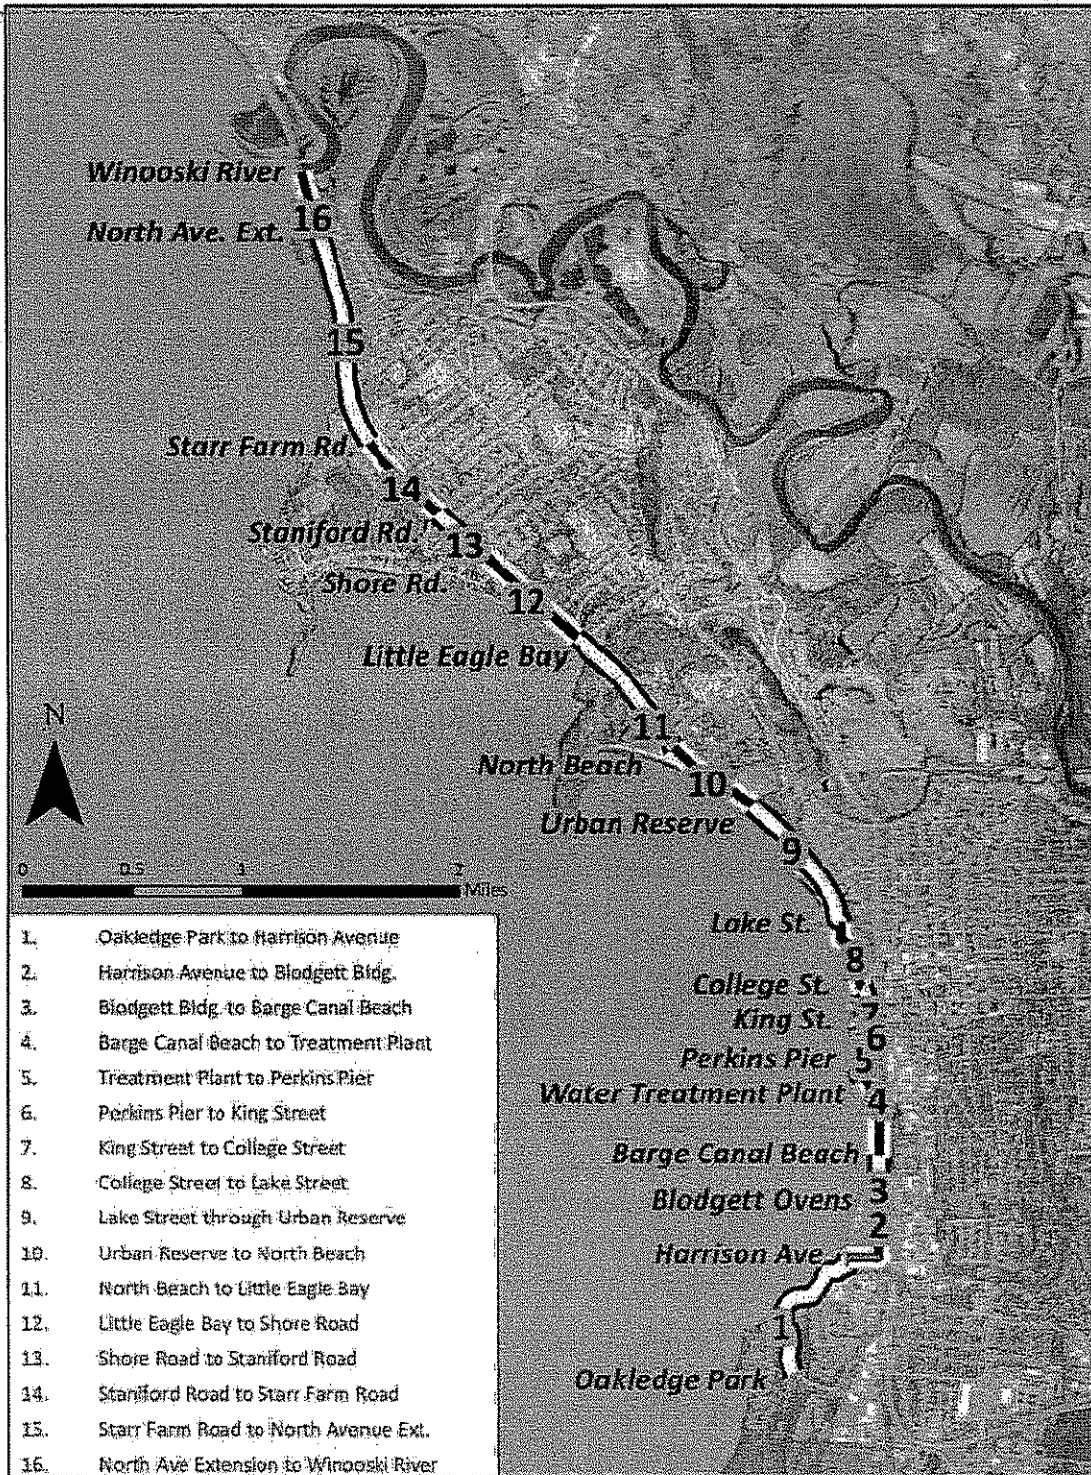 Winooski River
16
North Ave. Ext.
15
Starr Farm Rd.
14
Staniford Rd.
13
Shore Rd.
12
Little Eagle Bay
11
North Beach
10
Urban Reserve
9
N
0 0.5 1 2
Miles
Lake St.
8
College St.
7
King St.
6
Perkins Pier
5
Water Treatment Plant
4
Barge Canal Beach
3
Blodgett Ovens
2
Harrison Ave
1
Oakledge Park
1. Oakledge Park to Harrison Avenue
2. Harrison Avenue to Blodgett Bldg.
3. Blodgett Bldg. to Barge Canal Beach
4. Barge Canal Beach to Treatment Plant
5. Treatment Plant to Perkins Pier
6. Perkins Pier to King Street
7. King Street to College Street
8. College Street to Lake Street
9. Lake Street through Urban Reserve
10. Urban Reserve to North Beach
11. North Beach to Little Eagle Bay
12. Little Eagle Bay to Shore Road
13. Shore Road to Staniford Road
14. Staniford Road to Starr Farm Road
15. Starr Farm Road to North Avenue Ext.
16. North Ave Extension to Winooski River